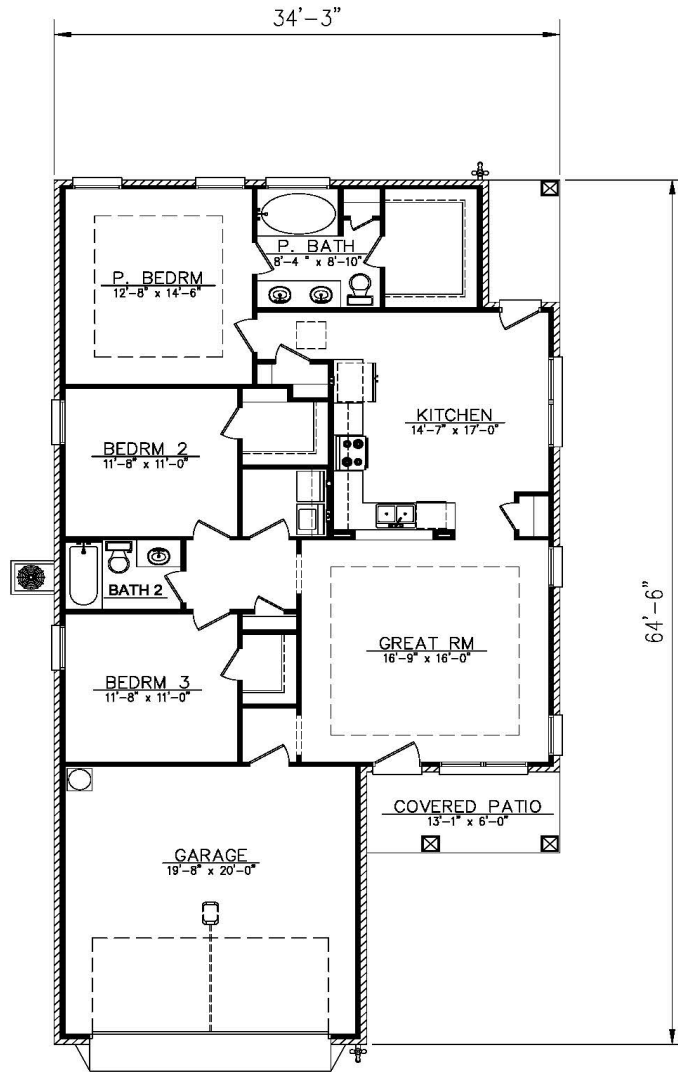 34'-3"
P. BATH
8'-4 " x 8'-10"
P. BEDRM
12'-8" x 14'-6"
KITCHEN
14'-7" x 17'-0"
BEDRM 2
11'-8" x 11'-0"
BATH 2
64'-6"
GREAT RM
16'-9" x 16'-0"
BEDRM 3
11'-8" x 11'-0"
COVERED PATIO
13'-1" x 6'-0"
GARAGE
19'-8" x 20'-0"